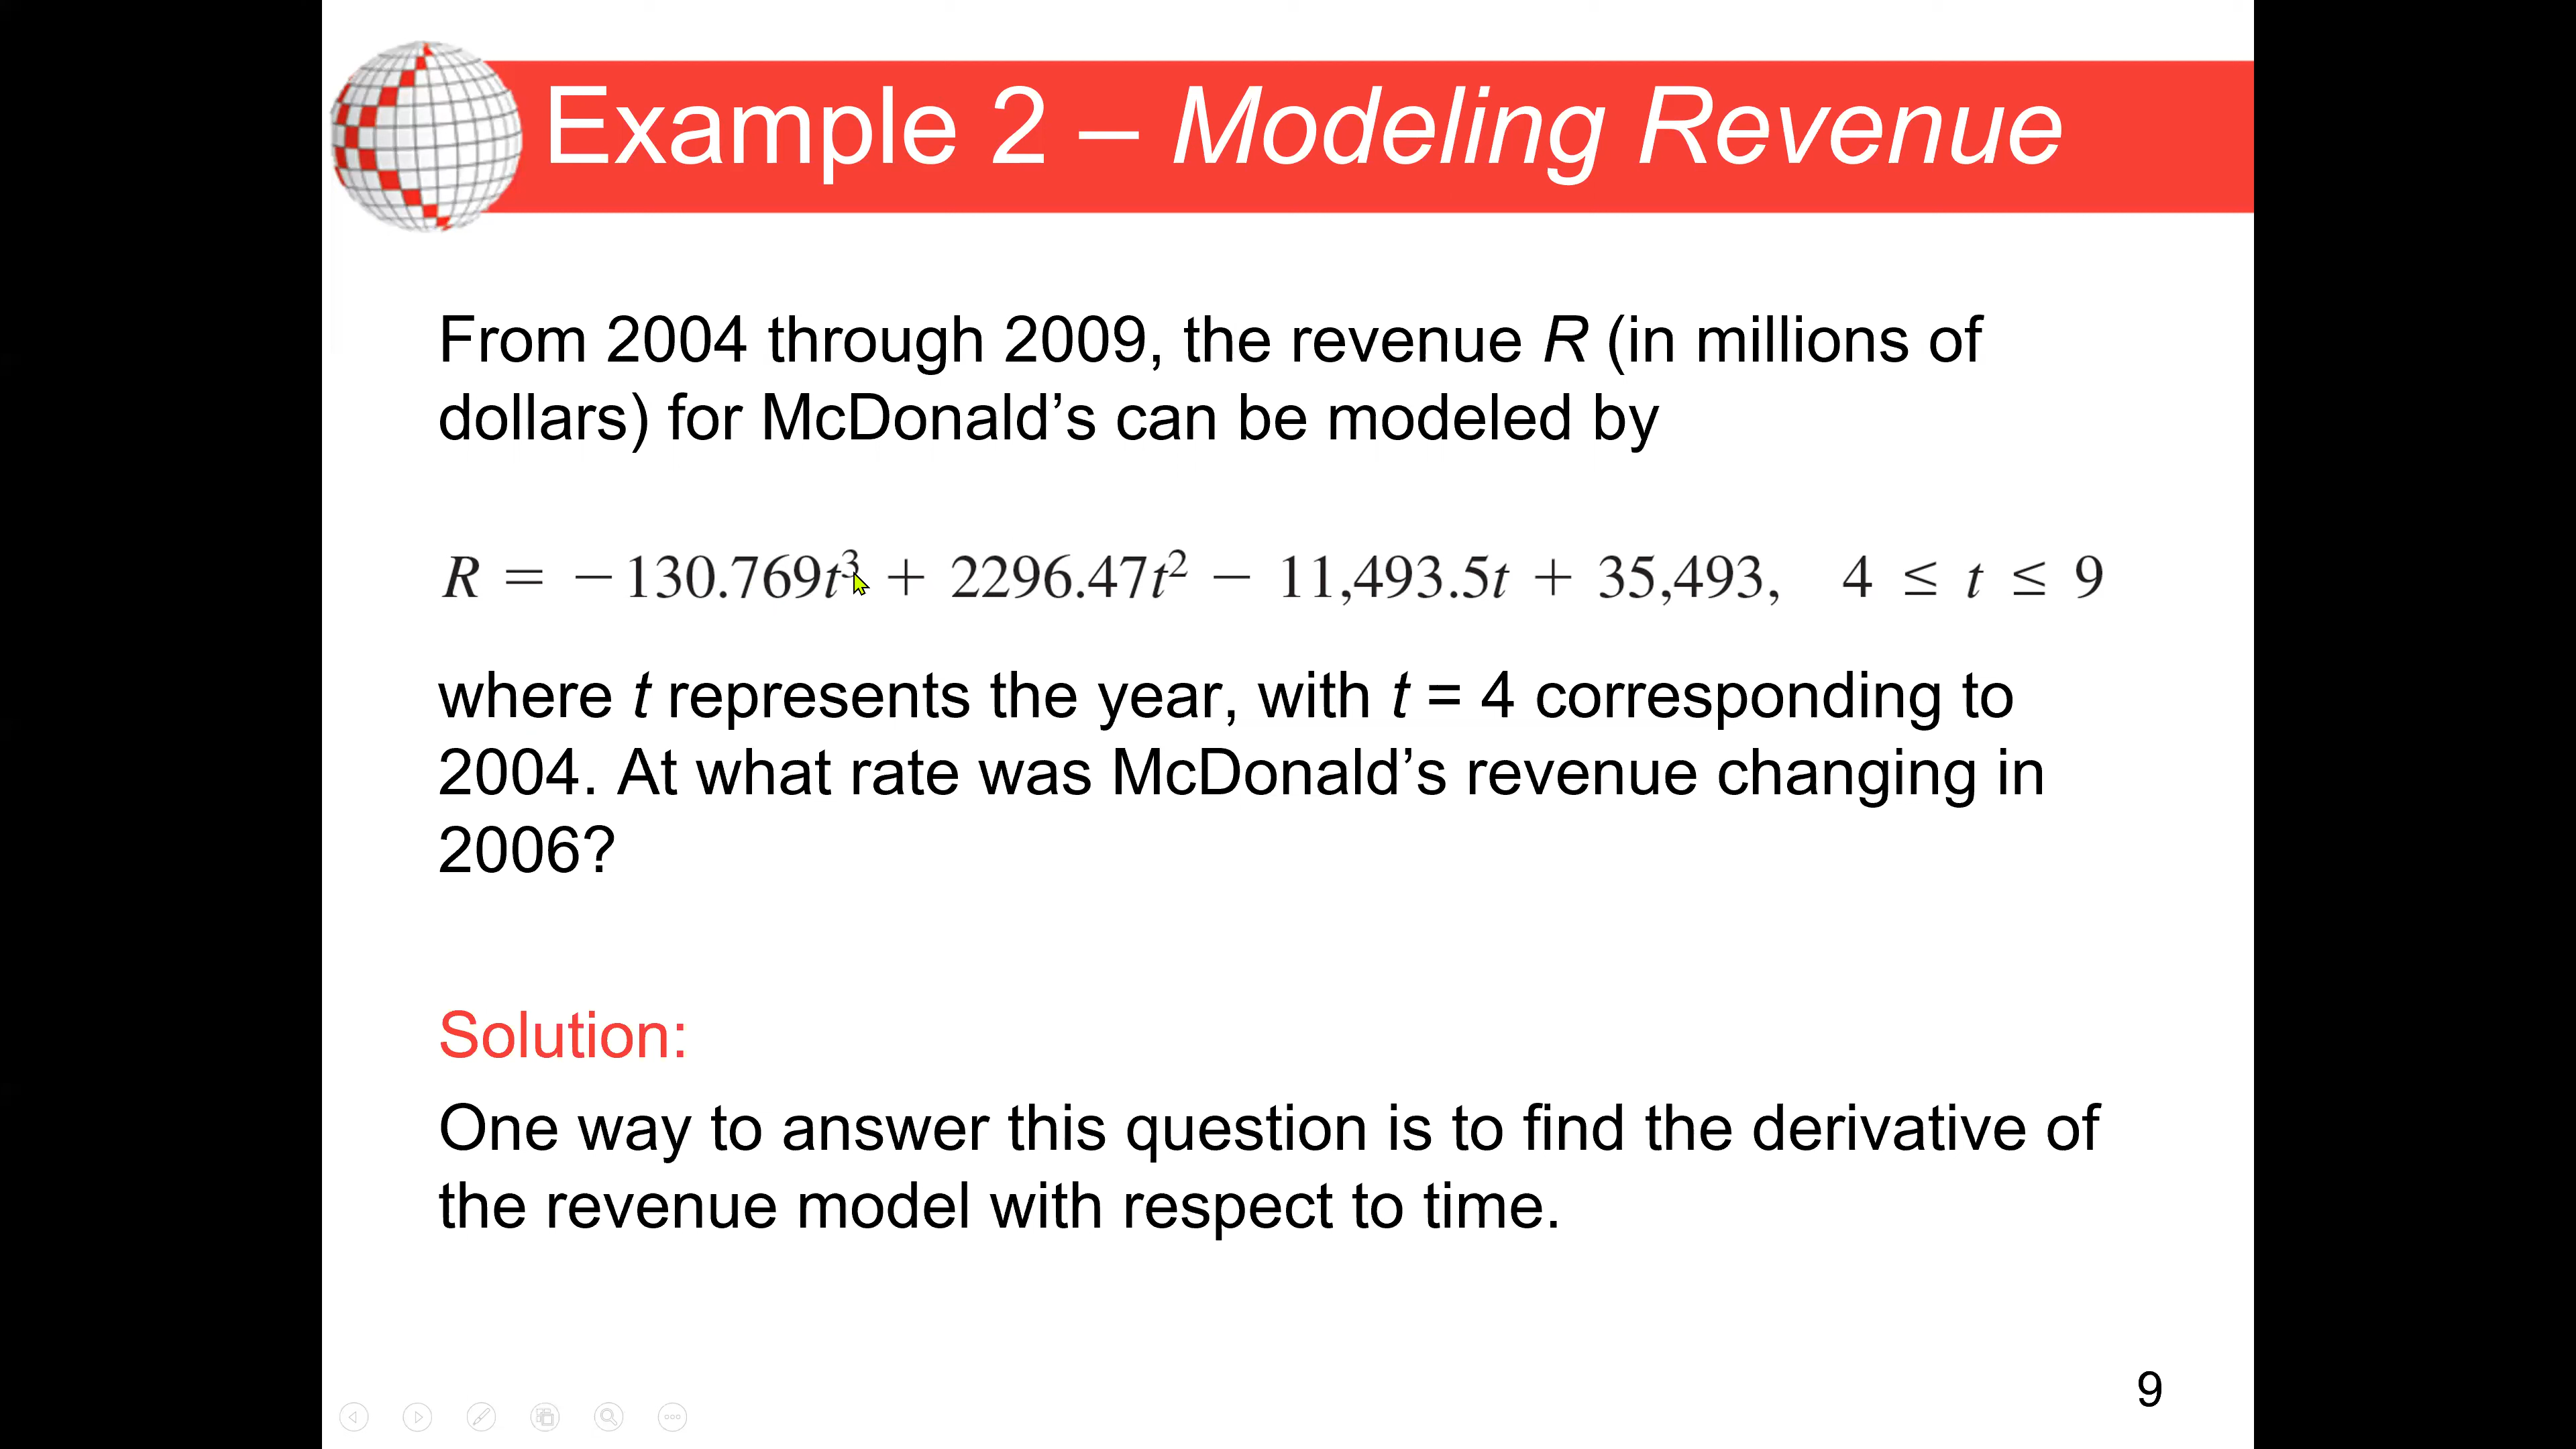 Example 2 – Modeling Revenue
From 2004 through 2009, the revenue R (in millions of
dollars) for McDonald’s can be modeled by
R = −130.769t³ + 2296.47t² − 11,493.5t + 35,493, 4 ≤ t ≤ 9
where t represents the year, with t = 4 corresponding to
2004. At what rate was McDonald’s revenue changing in
2006?
Solution:
One way to answer this question is to find the derivative of
the revenue model with respect to time.
9